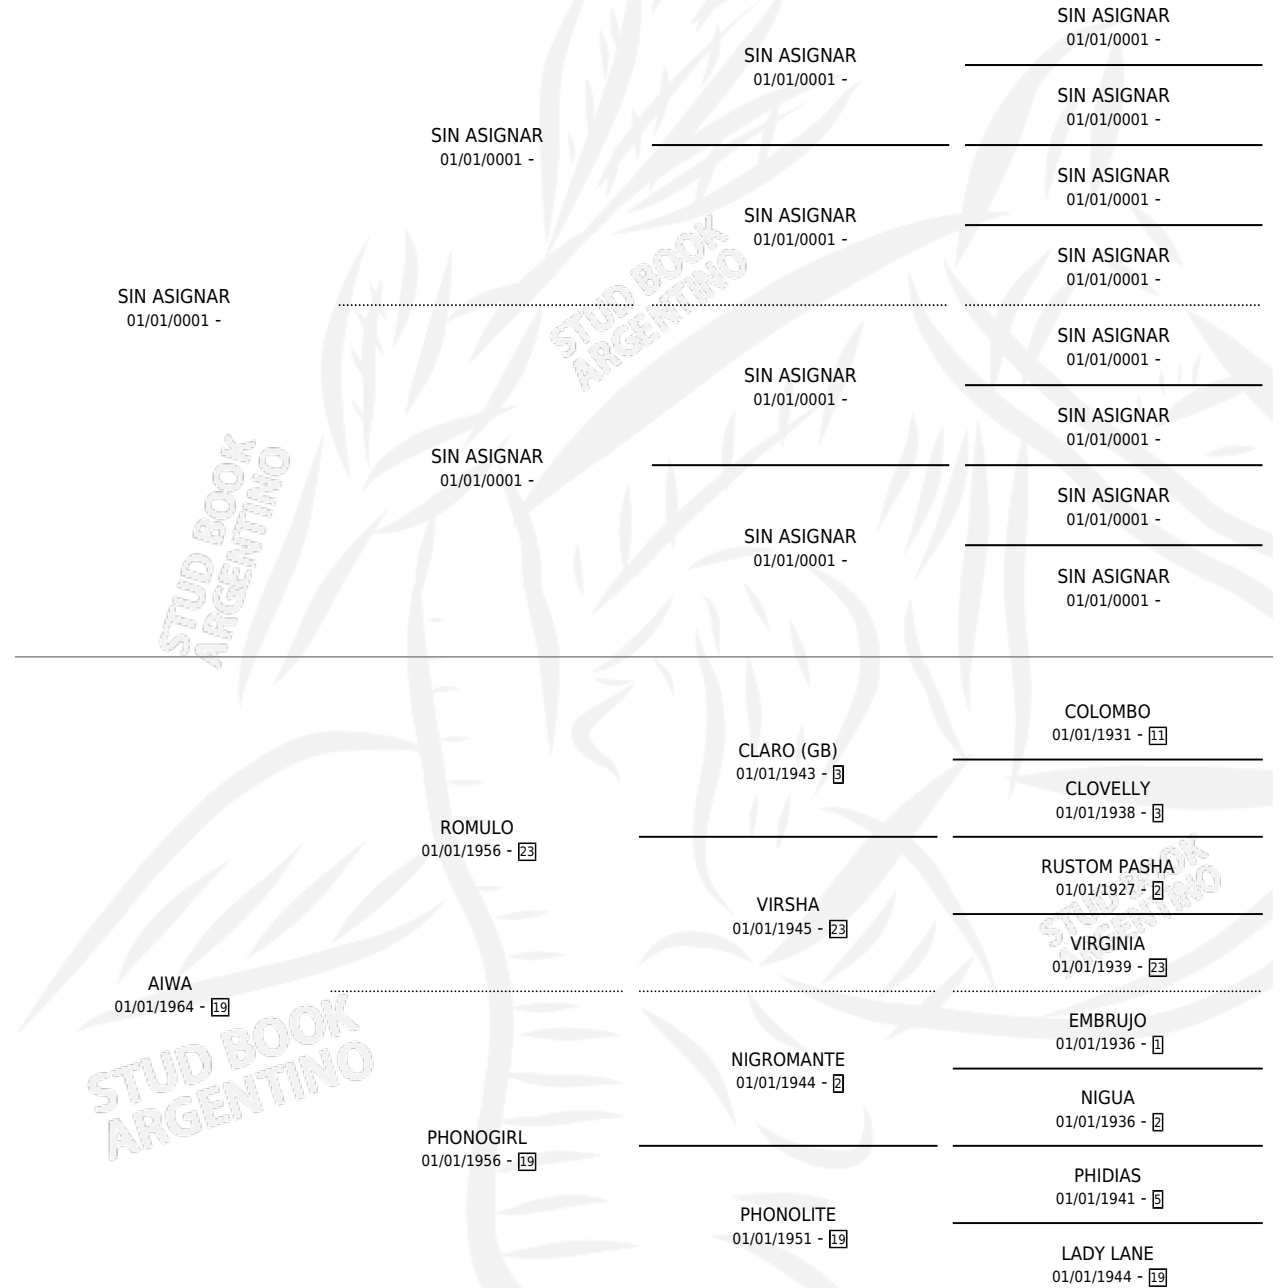 SIN ASIGNAR
01/01/0001 -
SIN ASIGNAR
01/01/0001 -
SIN ASIGNAR
01/01/0001 -
SIN ASIGNAR
01/01/0001 -
SIN ASIGNAR
01/01/0001 -
SIN ASIGNAR
01/01/0001 -
SIN ASIGNAR
01/01/0001 -
STUD BOOK
ARGENTINO
SIN ASIGNAR
01/01/0001 -
SIN ASIGNAR
01/01/0001 -
SIN ASIGNAR
01/01/0001 -
SIN ASIGNAR
01/01/0001 -
SIN ASIGNAR
01/01/0001 -
SIN ASIGNAR
01/01/0001 -
STUD BOOK
ARGENTINO
SIN ASIGNAR
01/01/0001 -
SIN ASIGNAR
01/01/0001 -
SIN ASIGNAR
01/01/0001 -
COLOMBO
01/01/1931 - 11
CLARO (GB)
01/01/1943 - 3
CLOVELLY
01/01/1938 - 3
ROMULO
01/01/1956 - 23
RUSTOM PASHA
01/01/1927 - 2
VIRSHA
01/01/1945 - 23
STUD BOOK
ARGENTINO
VIRGINIA
01/01/1939 - 23
AIWA
01/01/1964 - 19
EMBRUJO
01/01/1936 - 1
STUD BOOK
ARGENTINO
NIGROMANTE
01/01/1944 - 2
NIGUA
01/01/1936 - 2
PHONOGIRL
01/01/1956 - 19
PHIDIAS
01/01/1941 - 5
PHONOLITE
01/01/1951 - 19
LADY LANE
01/01/1944 - 19